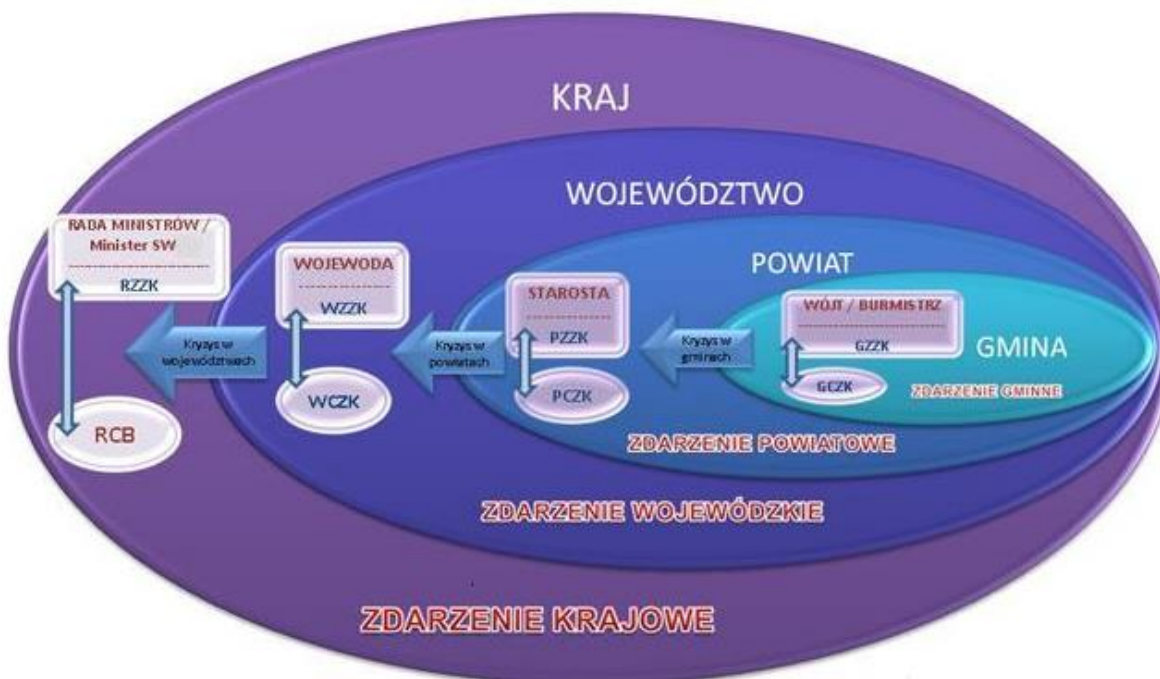 KRAJ
WOJEWÓDZTWO
POWIAT
GMINA
RADA MINISTRÓW /
Minister SW
RZZK
RCB
Kryzys w
województwach
WOJEWODA
WZZK
WCZK
Kryzys w
powiatach
STAROSTA
PZZK
PCZK
Kryzys w
gminach
WÓJT / BURMISTRZ
GZZK
GCZK
ZDARZENIE GMINNE
ZDARZENIE POWIATOWE
ZDARZENIE WOJEWÓDZKIE
ZDARZENIE KRAJOWE